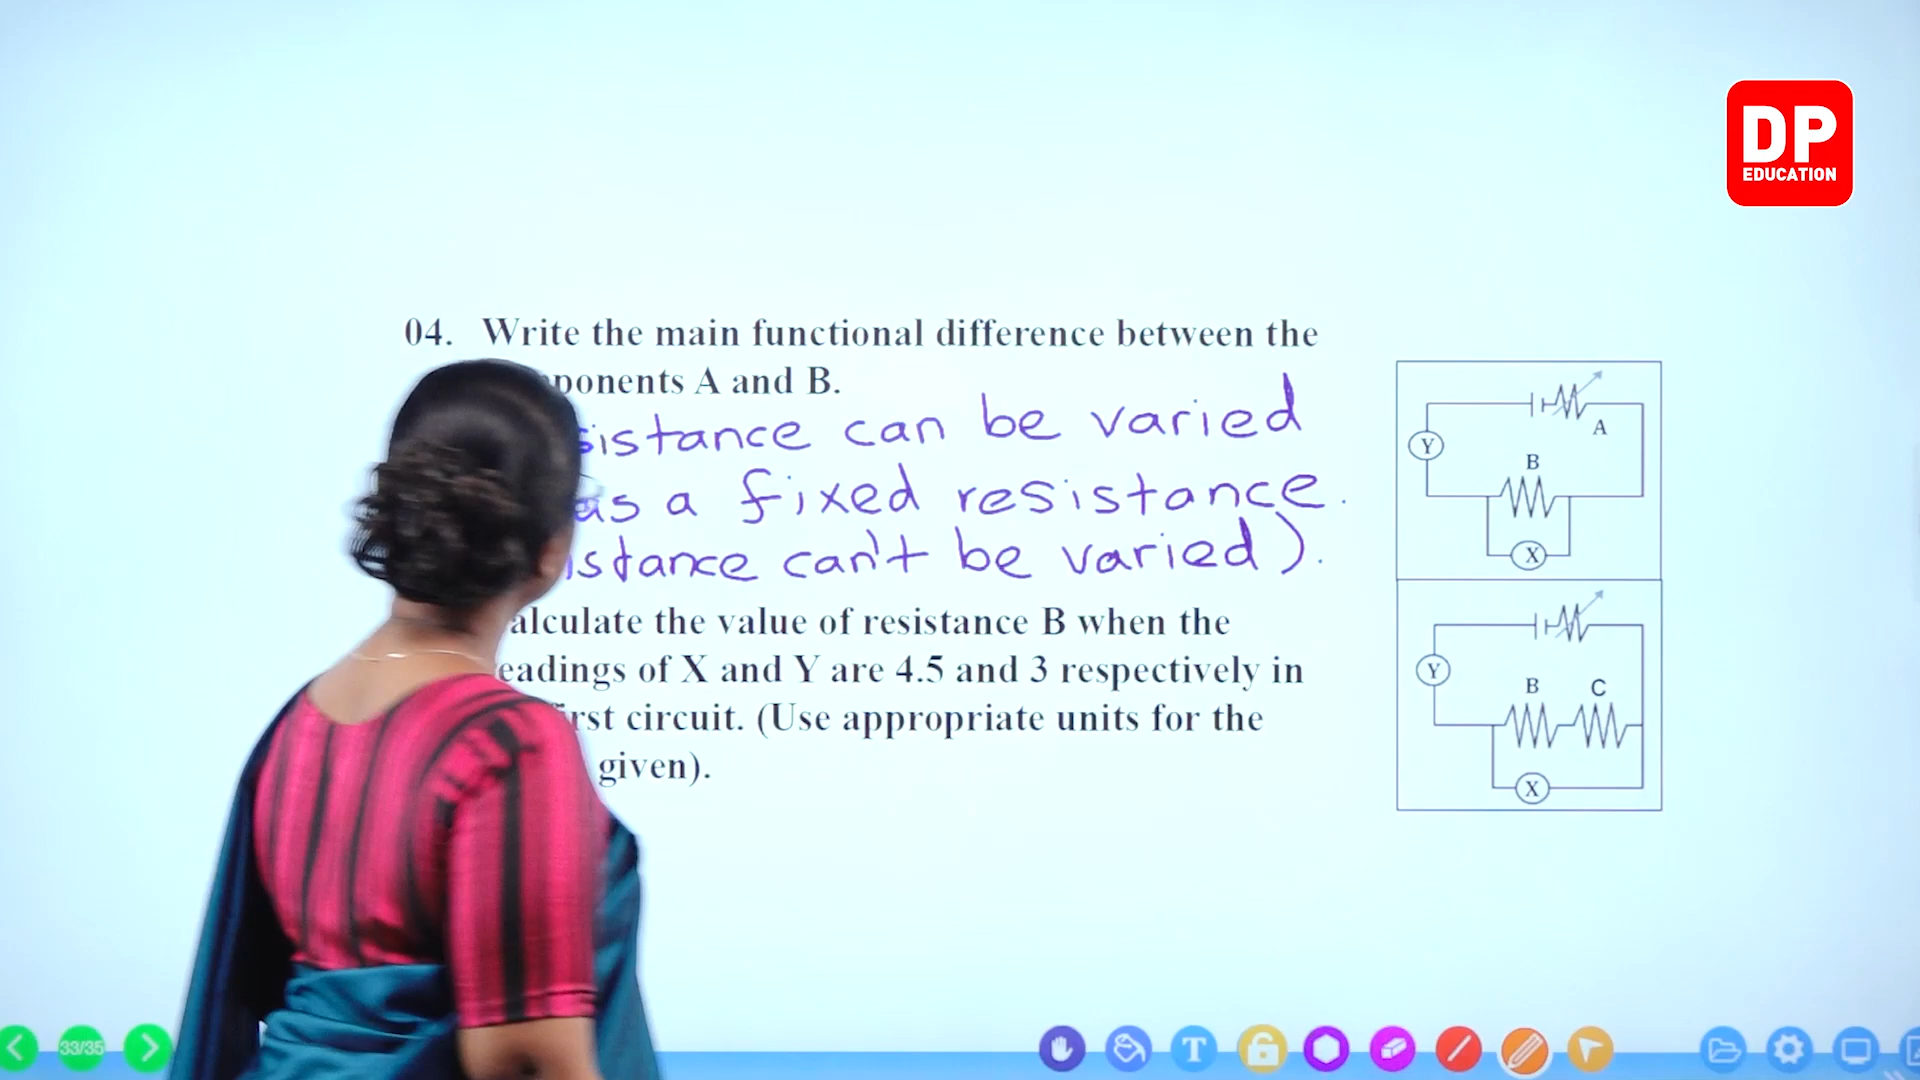 DP
EDUCATION
04. Write the main functional difference between the
ponents A and B.
sistance can be varied
as a fixed resistance.
istance can't be varied).
alculate the value of resistance B when the
eadings of X and Y are 4.5 and 3 respectively in
rst circuit. (Use appropriate units for the
given).
A
Y
B
X
Y
B C
X
33/35
T